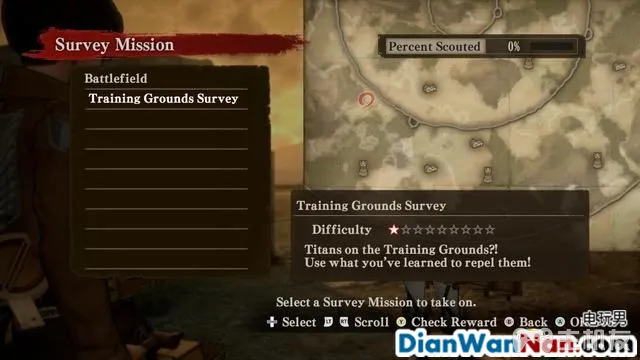 Survey Mission
Percent Scouted 0%
Battlefield
Training Grounds Survey
Training Grounds Survey
Difficulty ★☆☆☆☆☆☆☆☆☆
Titans on the Training Grounds?!
Use what you've learned to repel them!
Select a Survey Mission to take on.
Select LT RT Scroll Y Check Reward B Back A
电玩男
DianWanNan.com